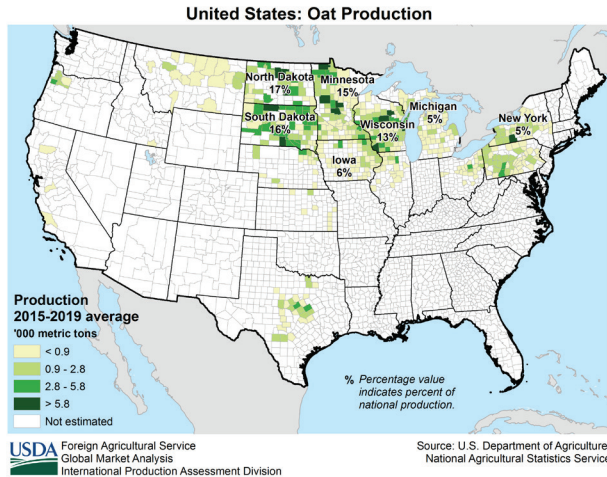 United States: Oat Production
North Dakota
17%
Minnesota
15%
South Dakota
16%
Wisconsin
13%
Michigan
5%
New York
5%
Iowa
6%
Production
2015-2019 average
'000 metric tons
< 0.9
0.9 - 2.8
2.8 - 5.8
> 5.8
Not estimated
% Percentage value
indicates percent of
national production.
USDA
Foreign Agricultural Service
Global Market Analysis
International Production Assessment Division
Source: U.S. Department of Agriculture
National Agricultural Statistics Service